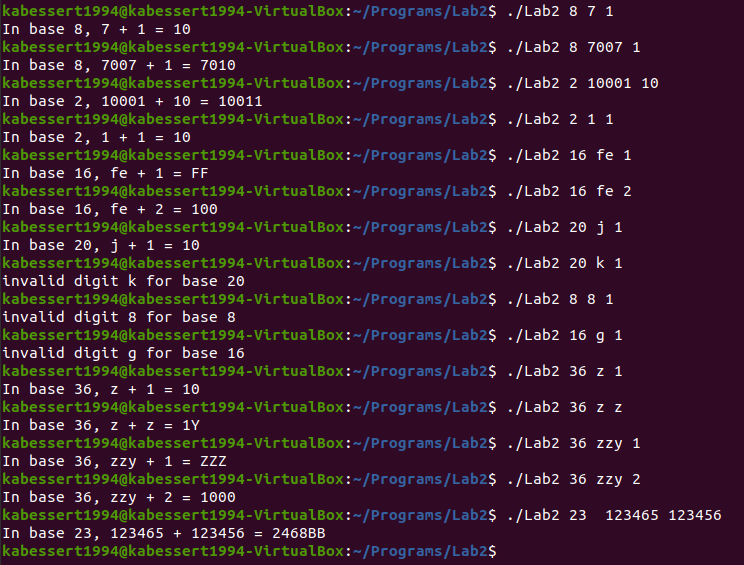 kabessert1994@kabessert1994-VirtualBox:~/Programs/Lab2$ ./Lab2 8 7 1
In base 8, 7 + 1 = 10
kabessert1994@kabessert1994-VirtualBox:~/Programs/Lab2$ ./Lab2 8 7007 1
In base 8, 7007 + 1 = 7010
kabessert1994@kabessert1994-VirtualBox:~/Programs/Lab2$ ./Lab2 2 10001 10
In base 2, 10001 + 10 = 10011
kabessert1994@kabessert1994-VirtualBox:~/Programs/Lab2$ ./Lab2 2 1 1
In base 2, 1 + 1 = 10
kabessert1994@kabessert1994-VirtualBox:~/Programs/Lab2$ ./Lab2 16 fe 1
In base 16, fe + 1 = FF
kabessert1994@kabessert1994-VirtualBox:~/Programs/Lab2$ ./Lab2 16 fe 2
In base 16, fe + 2 = 100
kabessert1994@kabessert1994-VirtualBox:~/Programs/Lab2$ ./Lab2 20 j 1
In base 20, j + 1 = 10
kabessert1994@kabessert1994-VirtualBox:~/Programs/Lab2$ ./Lab2 20 k 1
invalid digit k for base 20
kabessert1994@kabessert1994-VirtualBox:~/Programs/Lab2$ ./Lab2 8 8 1
invalid digit 8 for base 8
kabessert1994@kabessert1994-VirtualBox:~/Programs/Lab2$ ./Lab2 16 g 1
invalid digit g for base 16
kabessert1994@kabessert1994-VirtualBox:~/Programs/Lab2$ ./Lab2 36 z 1
In base 36, z + 1 = 10
kabessert1994@kabessert1994-VirtualBox:~/Programs/Lab2$ ./Lab2 36 z z
In base 36, z + z = 1Y
kabessert1994@kabessert1994-VirtualBox:~/Programs/Lab2$ ./Lab2 36 zzy 1
In base 36, zzy + 1 = ZZZ
kabessert1994@kabessert1994-VirtualBox:~/Programs/Lab2$ ./Lab2 36 zzy 2
In base 36, zzy + 2 = 1000
kabessert1994@kabessert1994-VirtualBox:~/Programs/Lab2$ ./Lab2 23  123465 123456
In base 23, 123465 + 123456 = 2468BB
kabessert1994@kabessert1994-VirtualBox:~/Programs/Lab2$